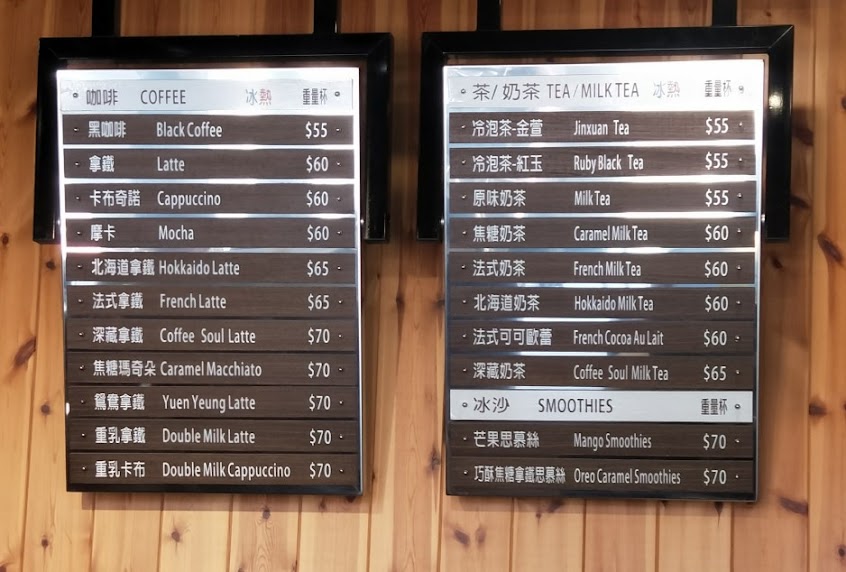 咖啡 COFFEE 冰熱 重量杯
黑咖啡 Black Coffee $55
拿鐵 Latte $60
卡布奇諾 Cappuccino $60
摩卡 Mocha $60
北海道拿鐵 Hokkaido Latte $65
法式拿鐵 French Latte $65
深藏拿鐵 Coffee Soul Latte $70
焦糖瑪奇朵 Caramel Macchiato $70
鴛鴦拿鐵 Yuen Yeung Latte $70
重乳拿鐵 Double Milk Latte $70
重乳卡布 Double Milk Cappuccino $70
茶/奶茶 TEA/MILK TEA 冰熱 重量杯
冷泡茶-金萱 Jinxuan Tea $55
冷泡茶-紅玉 Ruby Black Tea $55
原味奶茶 Milk Tea $55
焦糖奶茶 Caramel Milk Tea $60
法式奶茶 French Milk Tea $60
北海道奶茶 Hokkaido Milk Tea $60
法式可可歐蕾 French Cocoa Au Lait $60
深藏奶茶 Coffee Soul Milk Tea $65
冰沙 SMOOTHIES 重量杯
芒果思慕絲 Mango Smoothies $70
巧酥焦糖拿鐵思慕絲 Oreo Caramel Smoothies $70